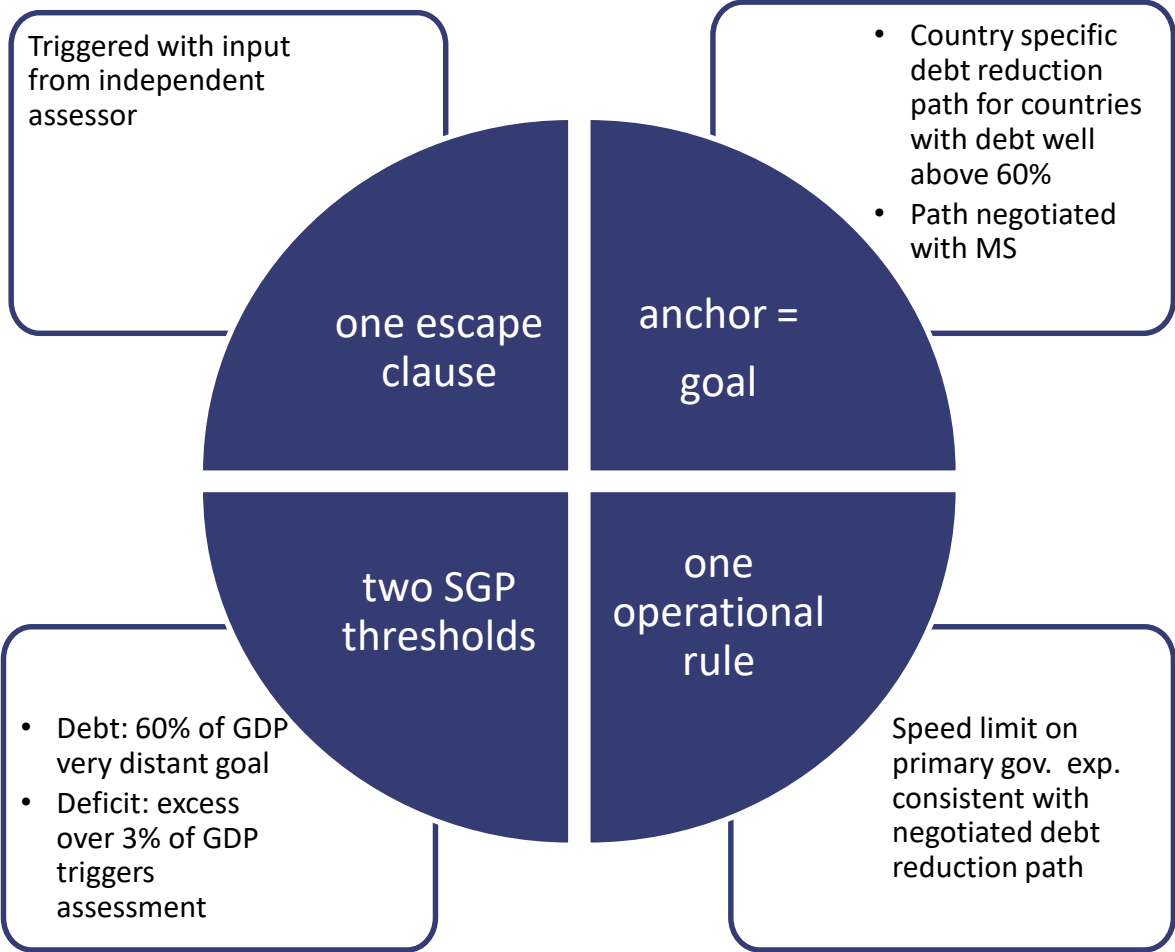 Triggered with input
from independent
assessor
• Country specific
debt reduction
path for countries
with debt well
above 60%
• Path negotiated
with MS
one escape
clause
anchor =
goal
two SGP
thresholds
one
operational
rule
• Debt: 60% of GDP
very distant goal
• Deficit: excess
over 3% of GDP
triggers
assessment
Speed limit on
primary gov. exp.
consistent with
negotiated debt
reduction path